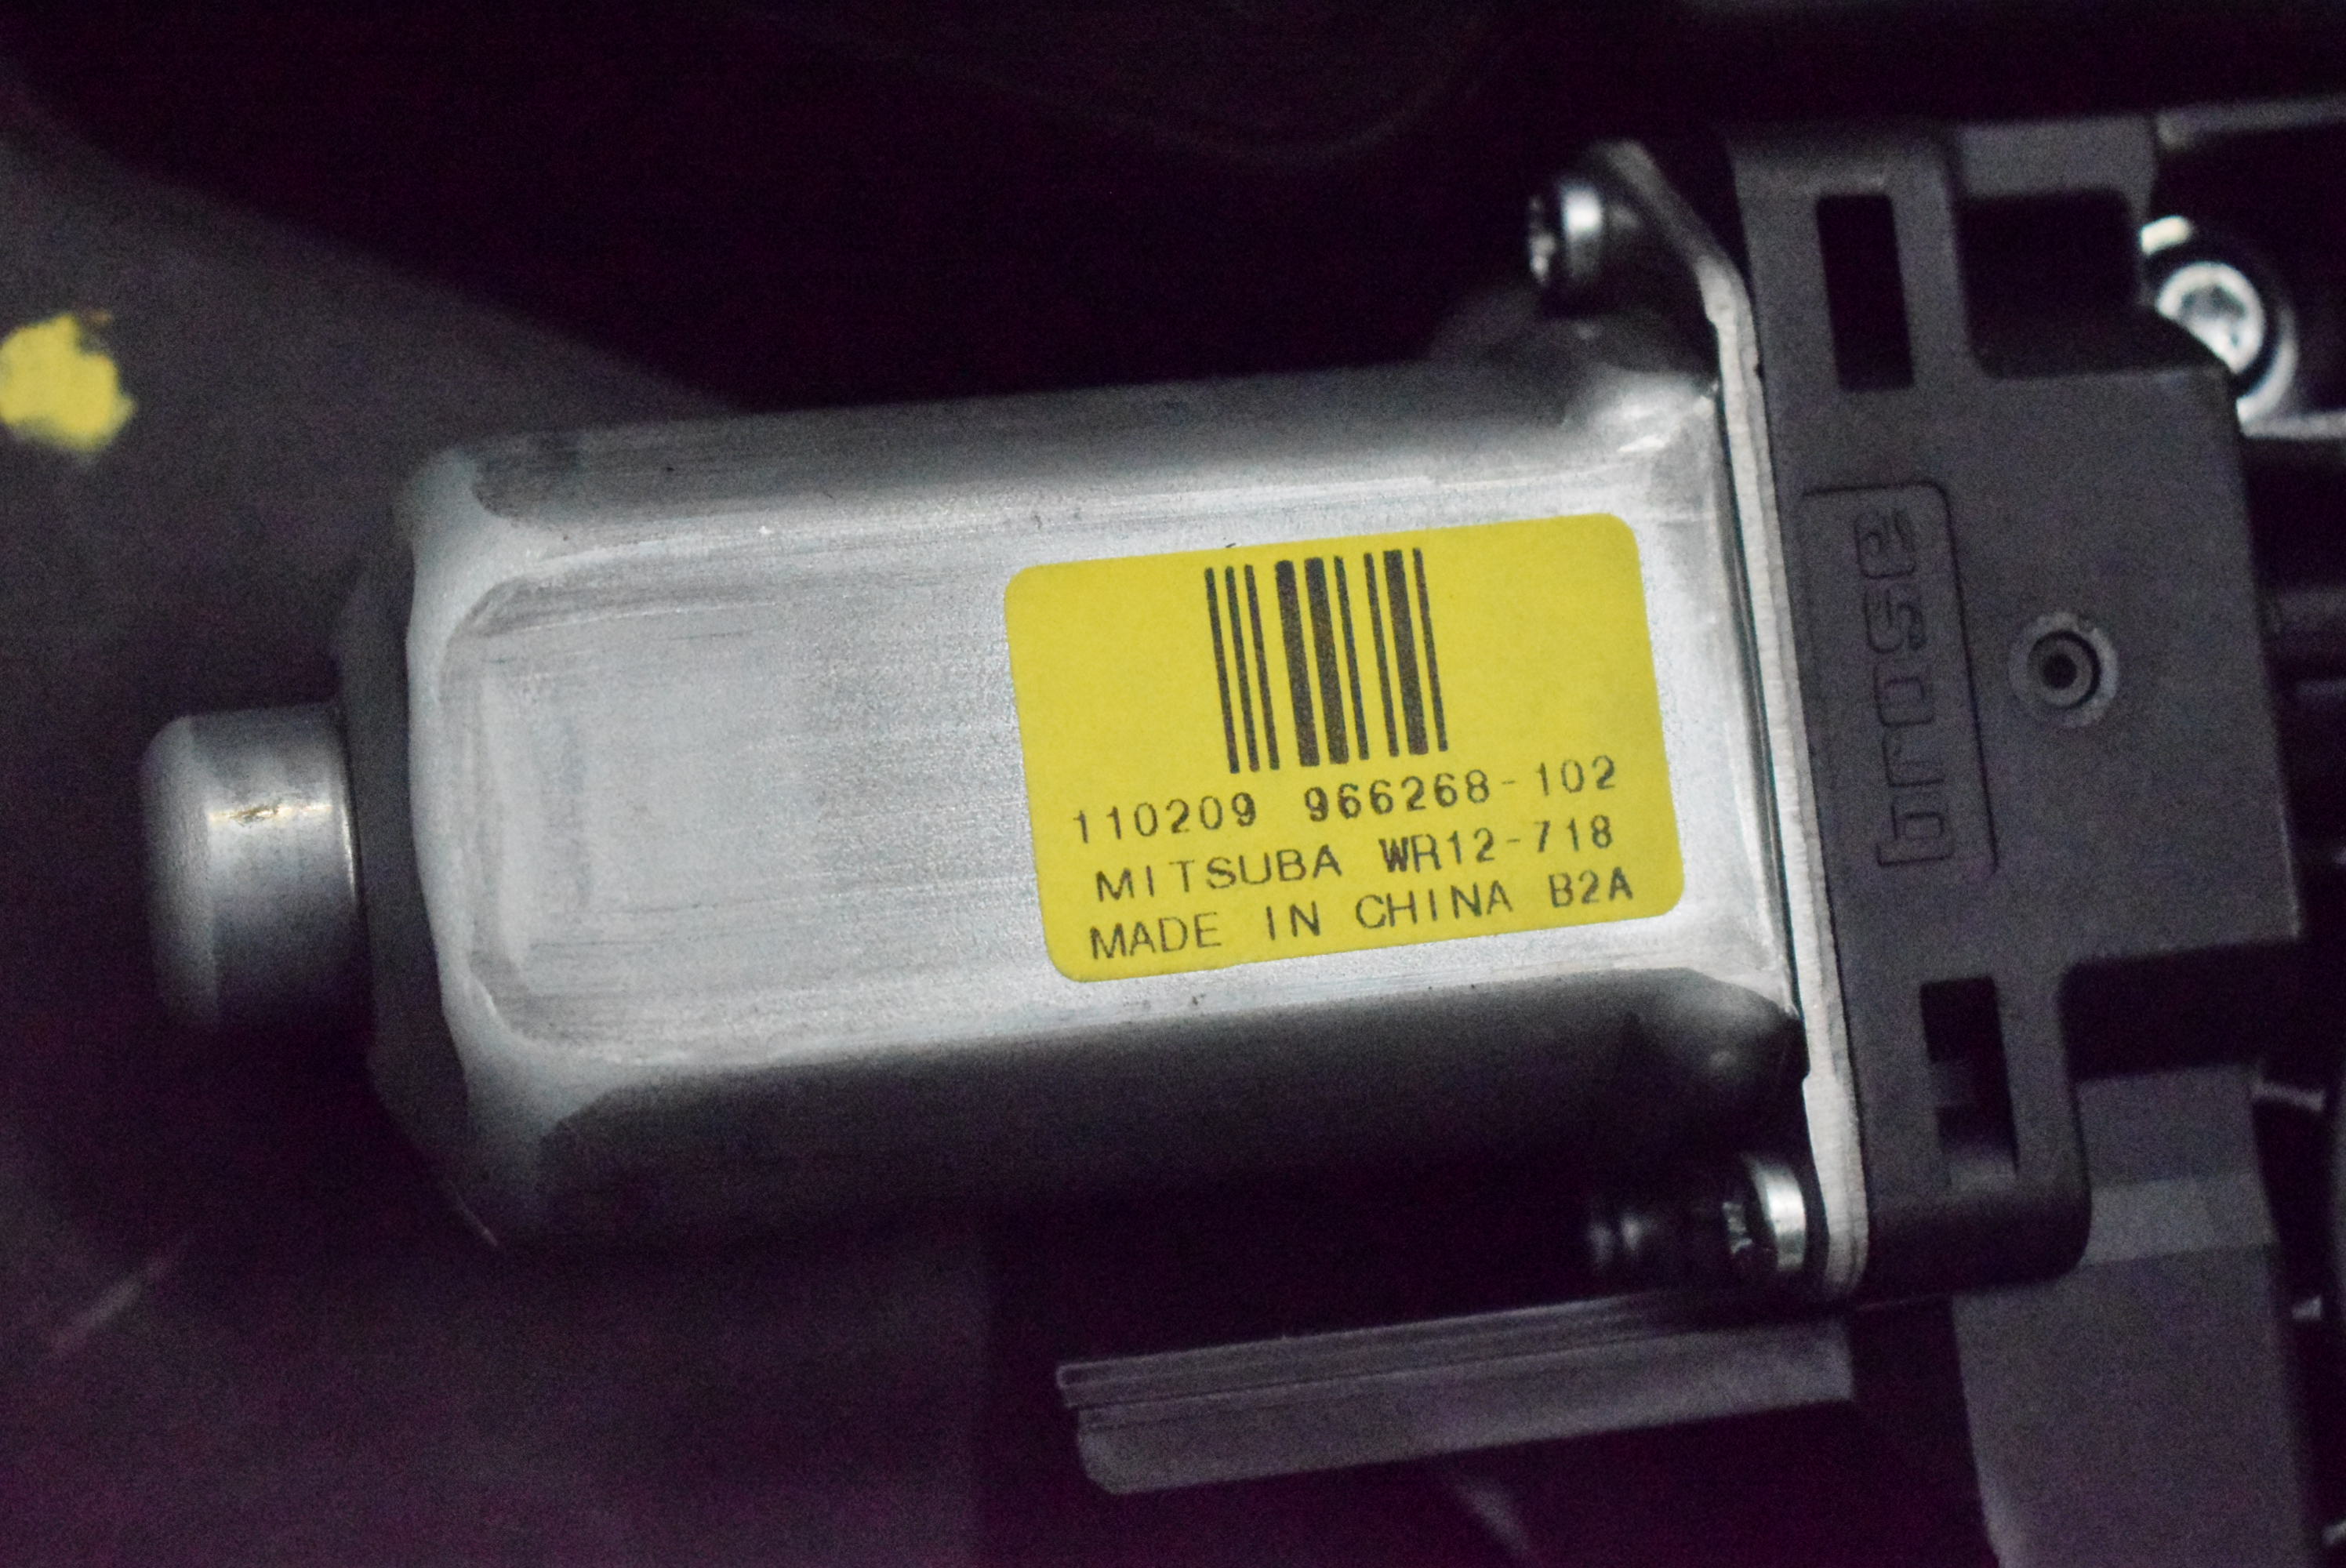 110209 966268-102
MITSUBA WR12-718
MADE IN CHINA B2A
brose